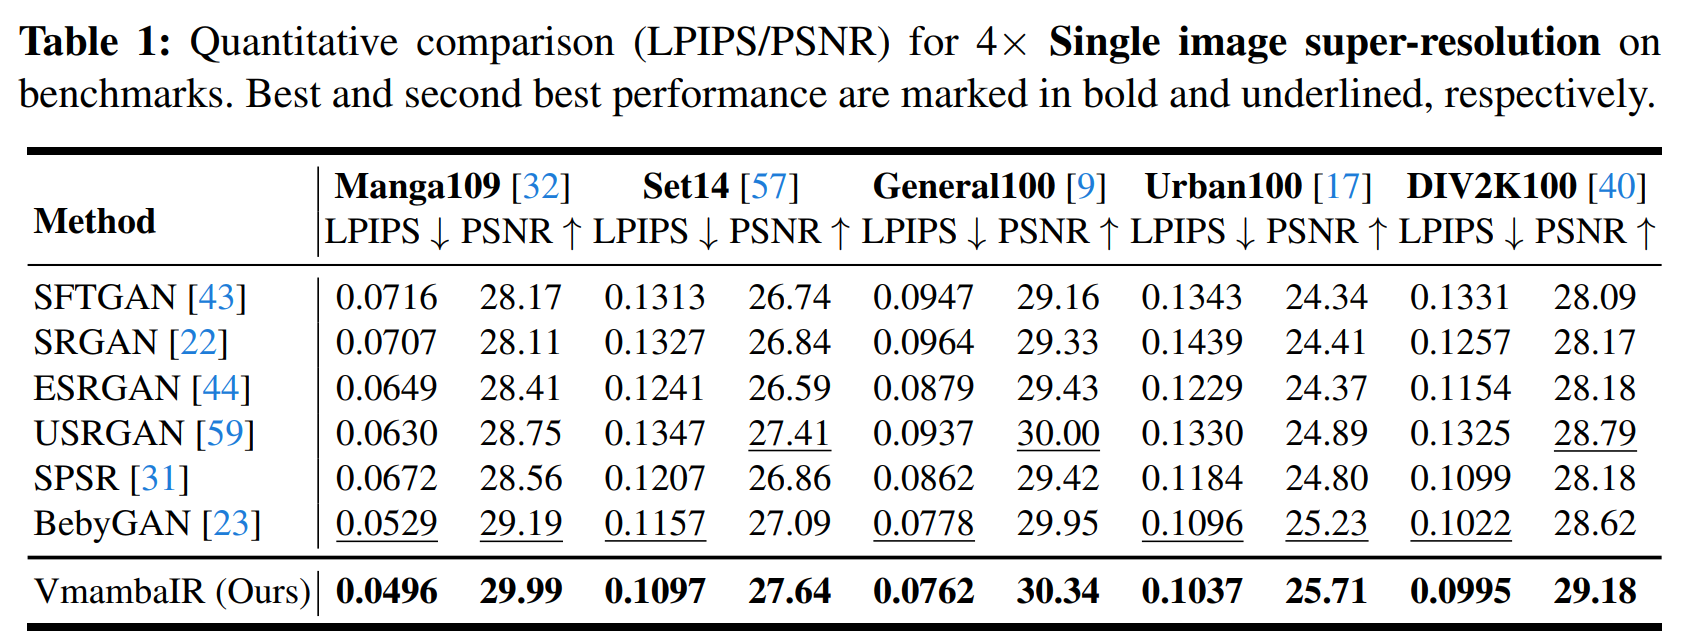 Table 1: Quantitative comparison (LPIPS/PSNR) for 4× Single image super-resolution on
benchmarks. Best and second best performance are marked in bold and underlined, respectively.
Method Manga109 [32] Set14 [57] General100 [9] Urban100 [17] DIV2K100 [40]
LPIPS ↓ PSNR ↑ LPIPS ↓ PSNR ↑ LPIPS ↓ PSNR ↑ LPIPS ↓ PSNR ↑ LPIPS ↓ PSNR ↑
SFTGAN [43] 0.0716 28.17 0.1313 26.74 0.0947 29.16 0.1343 24.34 0.1331 28.09
SRGAN [22] 0.0707 28.11 0.1327 26.84 0.0964 29.33 0.1439 24.41 0.1257 28.17
ESRGAN [44] 0.0649 28.41 0.1241 26.59 0.0879 29.43 0.1229 24.37 0.1154 28.18
USRGAN [59] 0.0630 28.75 0.1347 27.41 0.0937 30.00 0.1330 24.89 0.1325 28.79
SPSR [31] 0.0672 28.56 0.1207 26.86 0.0862 29.42 0.1184 24.80 0.1099 28.18
BebyGAN [23] 0.0529 29.19 0.1157 27.09 0.0778 29.95 0.1096 25.23 0.1022 28.62
VmambaIR (Ours) 0.0496 29.99 0.1097 27.64 0.0762 30.34 0.1037 25.71 0.0995 29.18